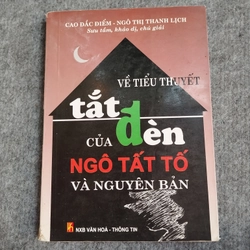 CAO ĐẮC ĐIỂM - NGÔ THỊ THANH LỊCH
Sưu tầm, khảo dị, chú giải
VỀ TIỂU THUYẾT
tắt đèn
CỦA
NGÔ TẤT TỐ
VÀ NGUYÊN BẢN
NXB VĂN HOÁ - THÔNG TIN